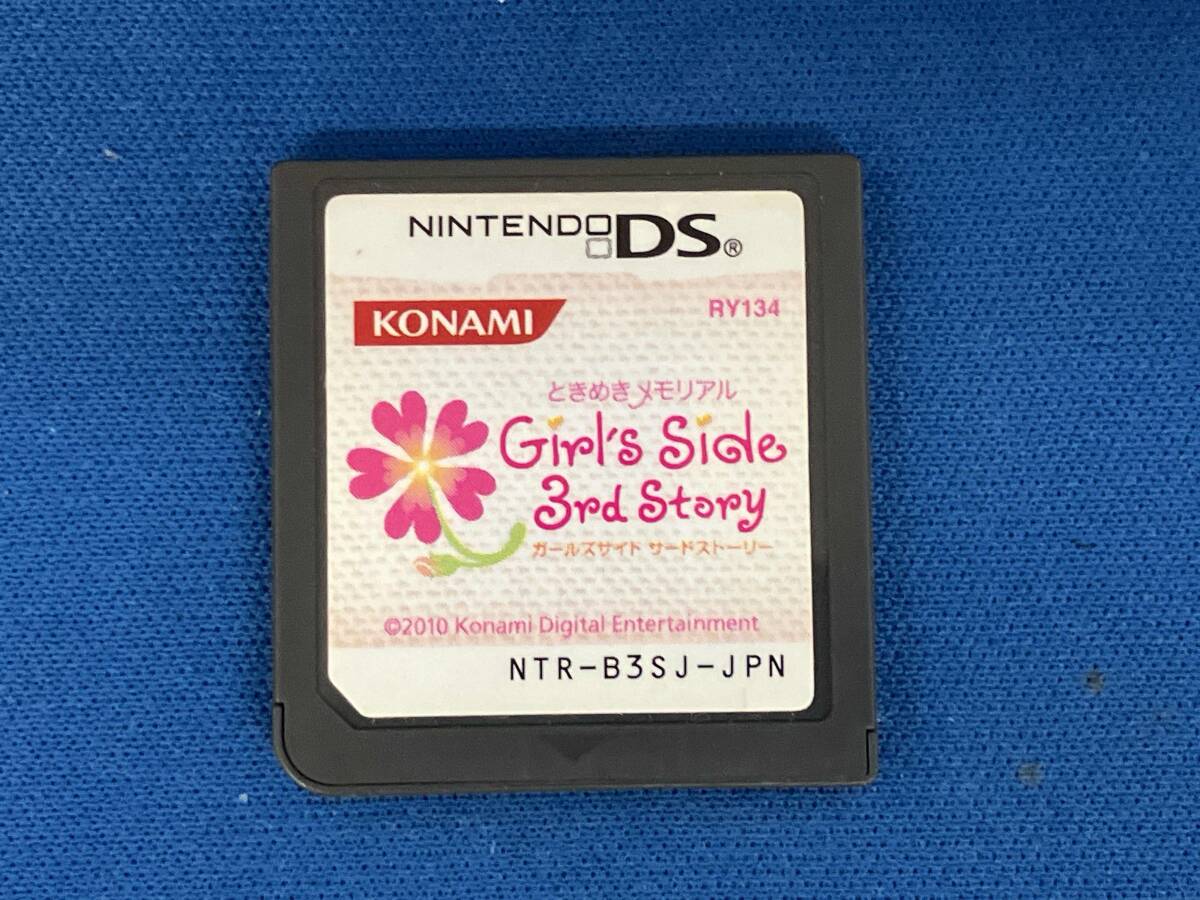 NINTENDO DS®
KONAMI
RY134
ときめきメモリアル
Girl's Side
3rd Story
ガールズサイド サードストーリー
©2010 Konami Digital Entertainment
NTR-B3SJ-JPN